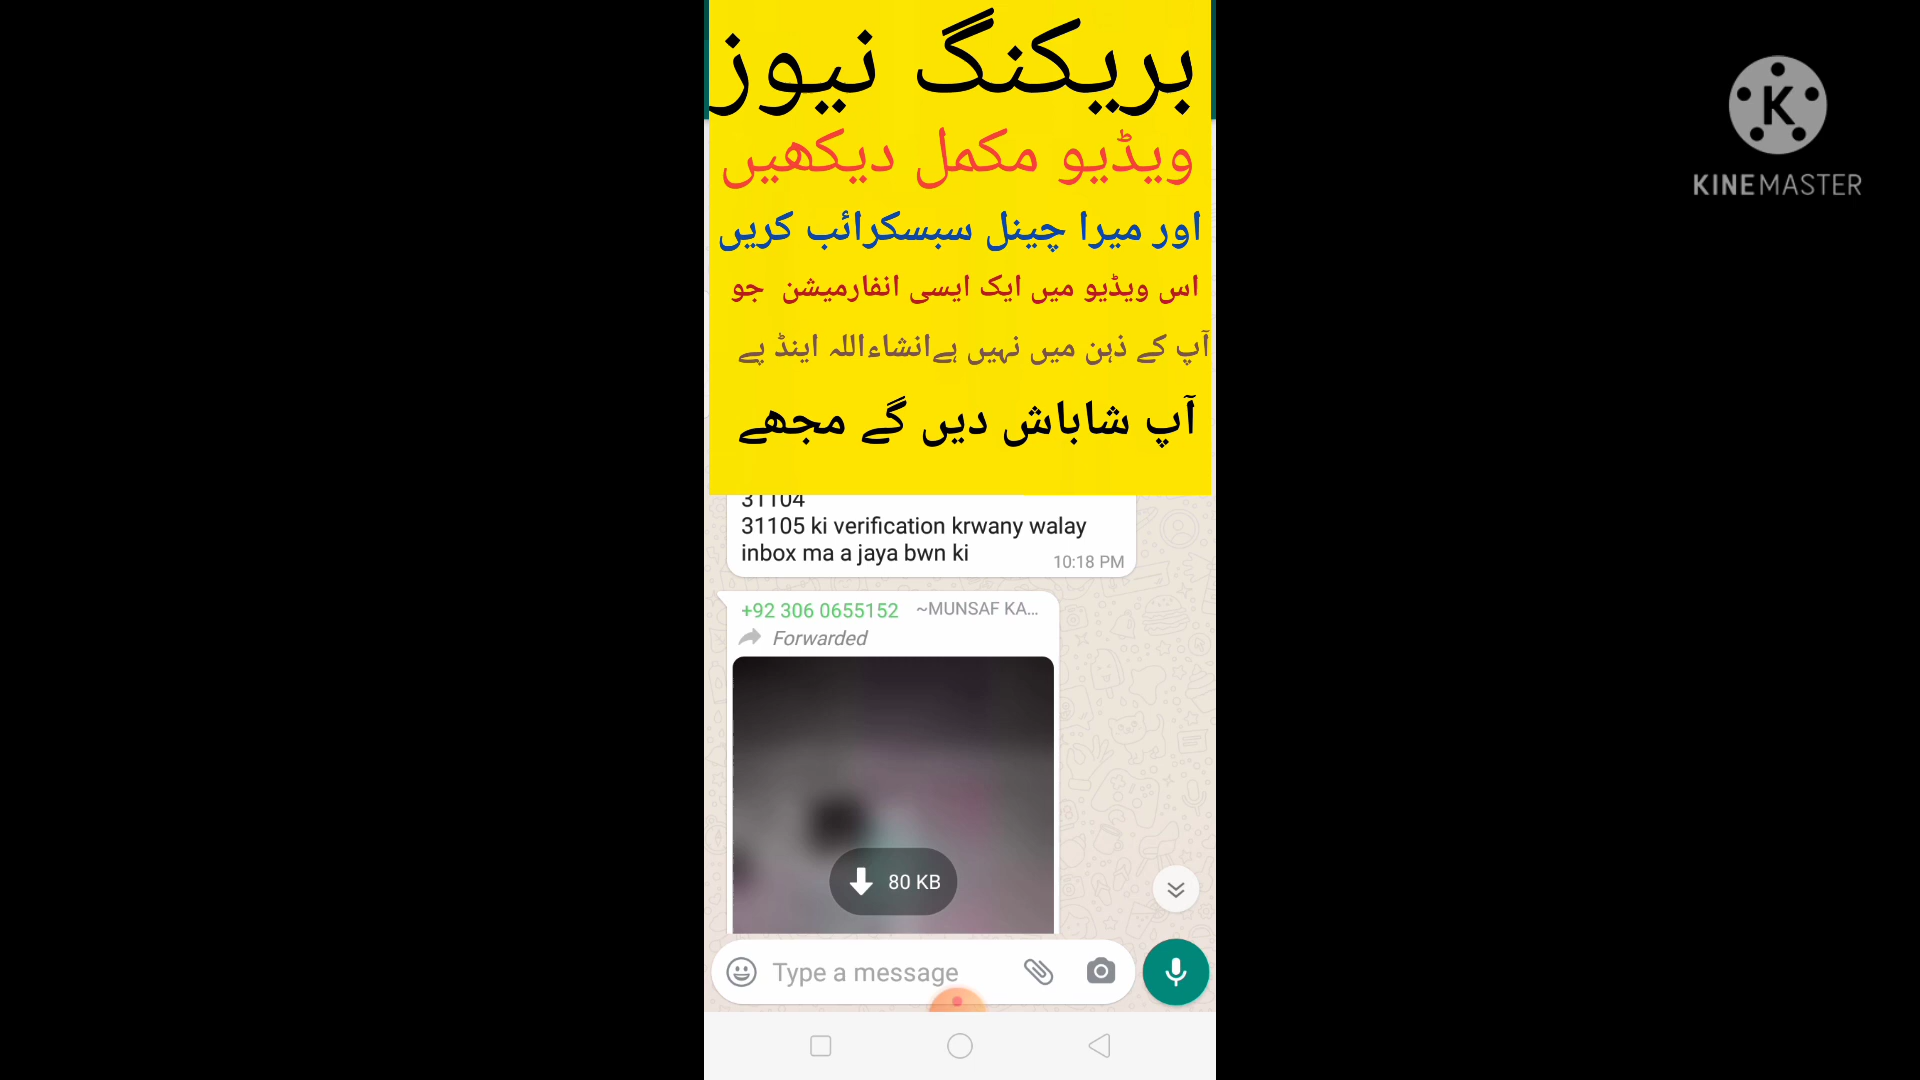 بریکنگ نیوز
ویڈیو مکمل دیکھیں
اور میرا چینل سبسکرائب کریں
اس ویڈیو میں ایک ایسی انفارمیشن جو
آپ کے ذہن میں نہیں ہےانشاءاللہ اینڈ پے
آپ شاباش دیں گے مجھے
K
KINEMASTER
31104
31105 ki verification krwany walay
inbox ma a jaya bwn ki
10:18 PM
+92 306 0655152 ~MUNSAF KA...
Forwarded
80 KB
Type a message